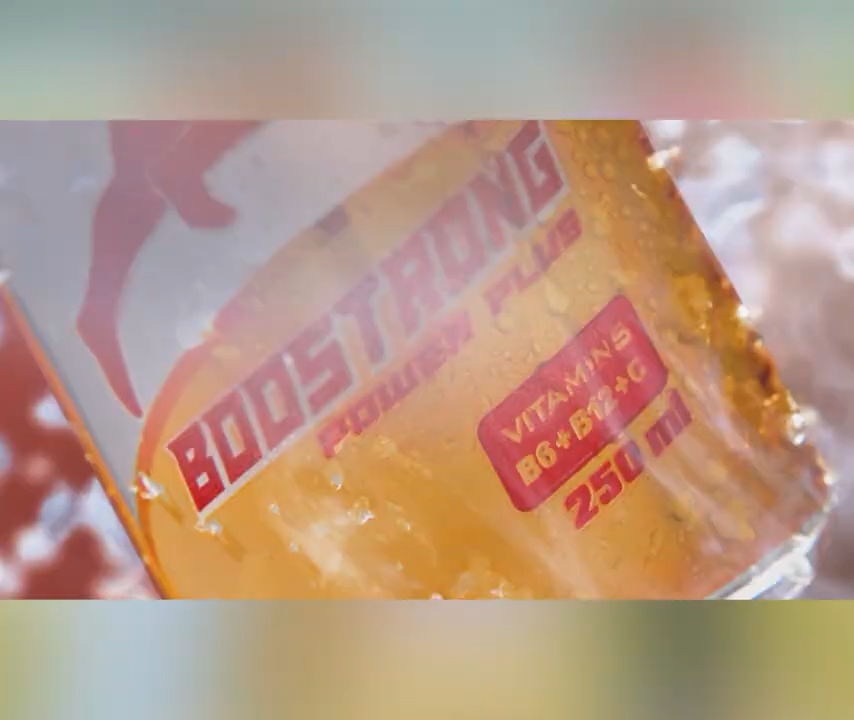 BOOSTRONG
POWER PLUS
VITAMINS
B6+B12+C
250 ml